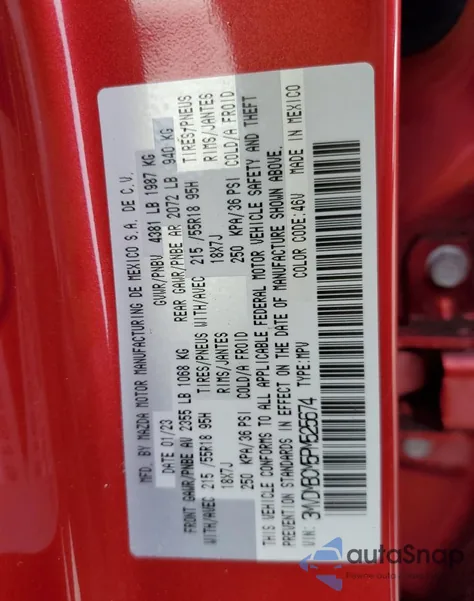 MFD. BY MAZDA MOTOR MANUFACTURING DE MEXICO S.A. DE C.V.
DATE 01/23 GVWR/PNBV 4381 LB 1987 KG
FRONT GAWR/PNBE AV 2355 LB 1068 KG REAR GAWR/PNBE AR 2072 LB 940 KG TIRES/PNEUS
WITH/AVEC 215 /55R18 95H TIRES/PNEUS WITH/AVEC 215 /55R18 95H RIMS/JANTES
18X7J RIMS/JANTES 18X7J COLD/A FROID
250 KPA/36 PSI COLD/A FROID 250 KPA/36 PSI
THIS VEHICLE CONFORMS TO ALL APPLICABLE FEDERAL MOTOR VEHICLE SAFETY AND THEFT
PREVENTION STANDARDS IN EFFECT ON THE DATE OF MANUFACTURE SHOWN ABOVE.
COLOR CODE:46V MADE IN MEXICO
VIN: 3MVDMBCM5PM526674 TYPE:MPV
autoSnap